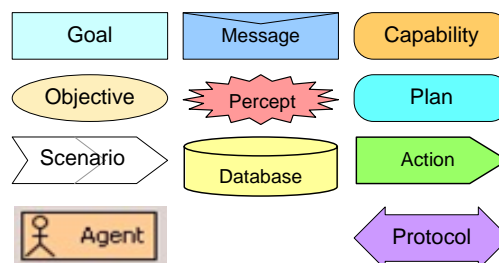 Goal
Message
Capability
Objective
Percept
Plan
Scenario
Database
Action
Agent
Protocol